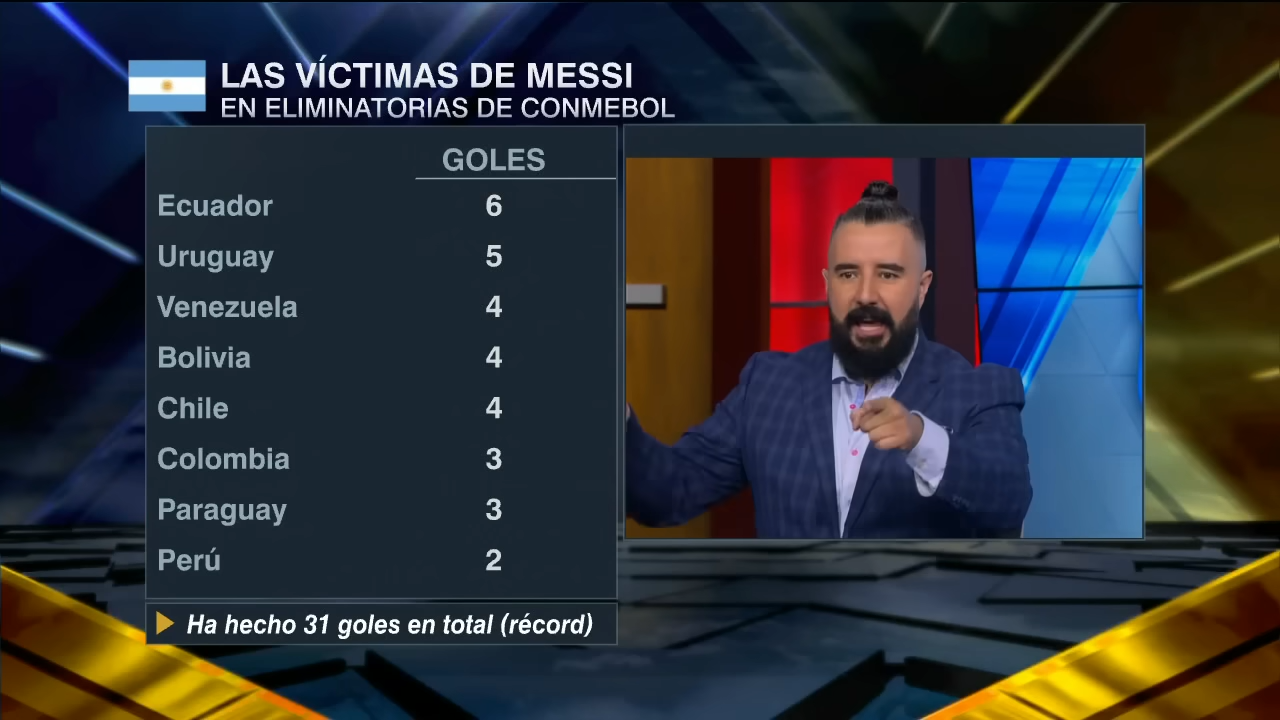 LAS VÍCTIMAS DE MESSI
EN ELIMINATORIAS DE CONMEBOL
GOLES
Ecuador 6
Uruguay 5
Venezuela 4
Bolivia 4
Chile 4
Colombia 3
Paraguay 3
Perú 2
Ha hecho 31 goles en total (récord)